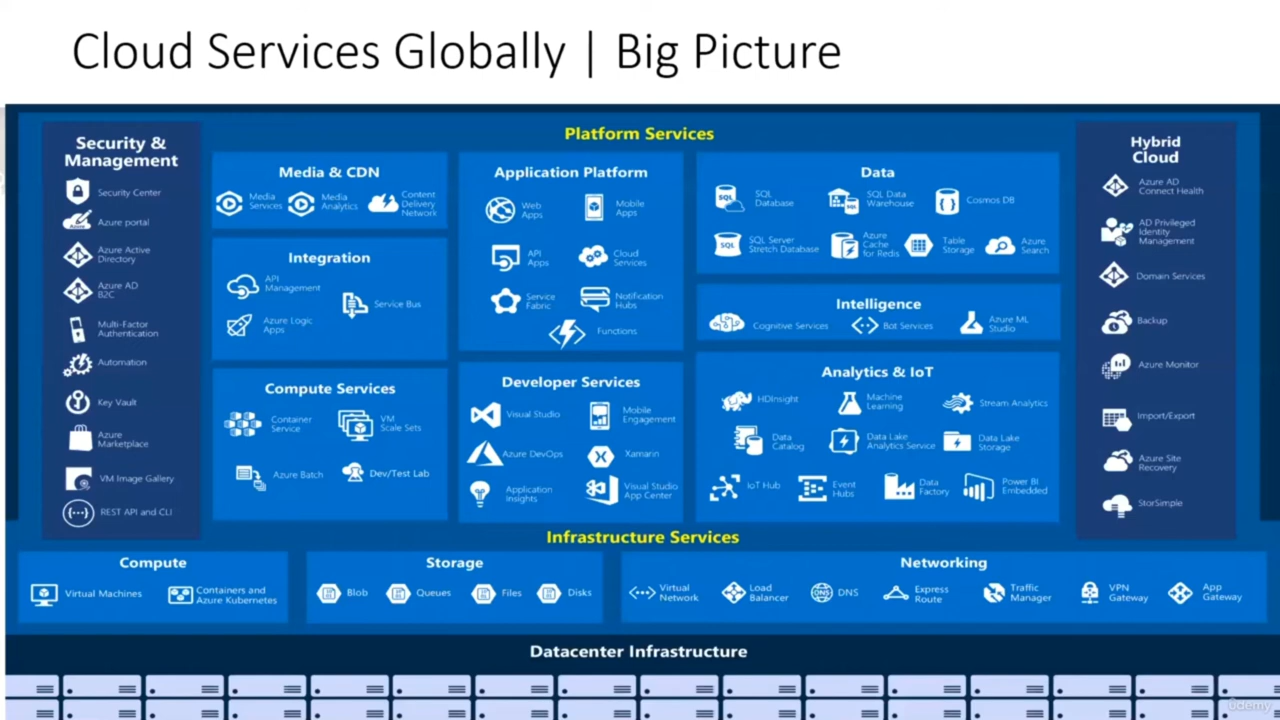 Cloud Services Globally | Big Picture
Platform Services
Security &
Management
Security Center
Azure portal
Azure Active
Directory
Azure AD
B2C
Multi-Factor
Authentication
Automation
Key Vault
Azure
Marketplace
VM Image Gallery
REST API and CLI
Media & CDN
Media
Services
Media
Analytics
Content
Delivery
Network
Integration
API
Management
Service Bus
Azure Logic
Apps
Compute Services
Container
Service
VM
Scale Sets
Azure Batch
Dev/Test Lab
Application Platform
Web
Apps
Mobile
Apps
API
Apps
Cloud
Services
Service
Fabric
Notification
Hubs
Functions
Developer Services
Visual Studio
Mobile
Engagement
Azure DevOps
Xamarin
Application
Insights
Visual Studio
App Center
Data
SQL
SQL
Database
SQL Data
Warehouse
Cosmos DB
SQL
SQL Server
Stretch Database
Azure
Cache
for Redis
Table
Storage
Azure
Search
Intelligence
Cognitive Services
Bot Services
Azure ML
Studio
Analytics & IoT
HDInsight
Machine
Learning
Stream Analytics
Data
Catalog
Data Lake
Analytics Service
Data Lake
Storage
IoT Hub
Event
Hubs
Data
Factory
Power BI
Embedded
Hybrid
Cloud
Azure AD
Connect Health
AD Privileged
Identity
Management
Domain Services
Backup
Azure Monitor
Import/Export
Azure Site
Recovery
StorSimple
Infrastructure Services
Compute
Virtual Machines
Containers and
Azure Kubernetes
Storage
Blob
Queues
Files
Disks
Networking
Virtual
Network
Load
Balancer
DNS
DNS
Express
Route
Traffic
Manager
VPN
Gateway
App
Gateway
Datacenter Infrastructure
ûdemy